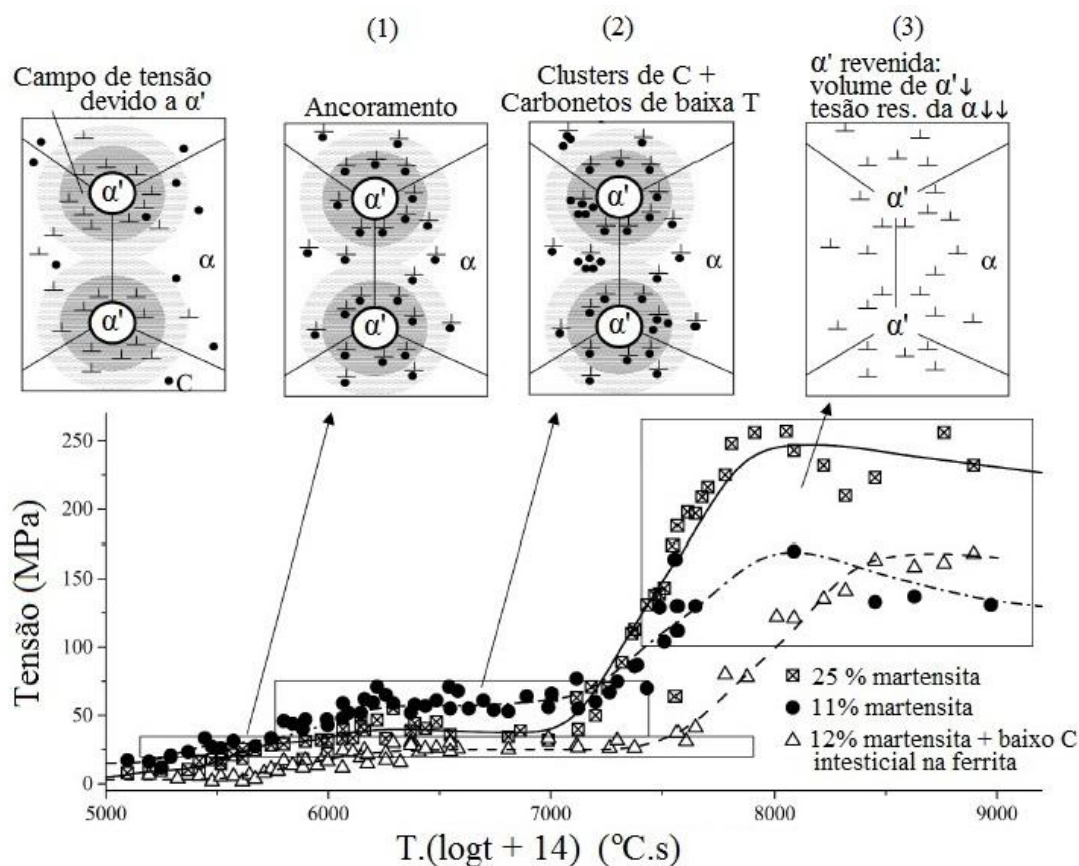 (1)
(2)
(3)
Campo de tensão
devido a α'
Ancoramento
Clusters de C +
Carbonetos de baixa T
α' revenida:
volume de α'↓
tesão res. da α↓↓
α'
α'
α
C
α'
α'
α
α'
α'
α
α'
α'
α
Tensão (MPa)
250
200
150
100
50
0
25 % martensita
11% martensita
12% martensita + baixo C
intesticial na ferrita
5000
6000
7000
8000
9000
T.(logt + 14) (°C.s)